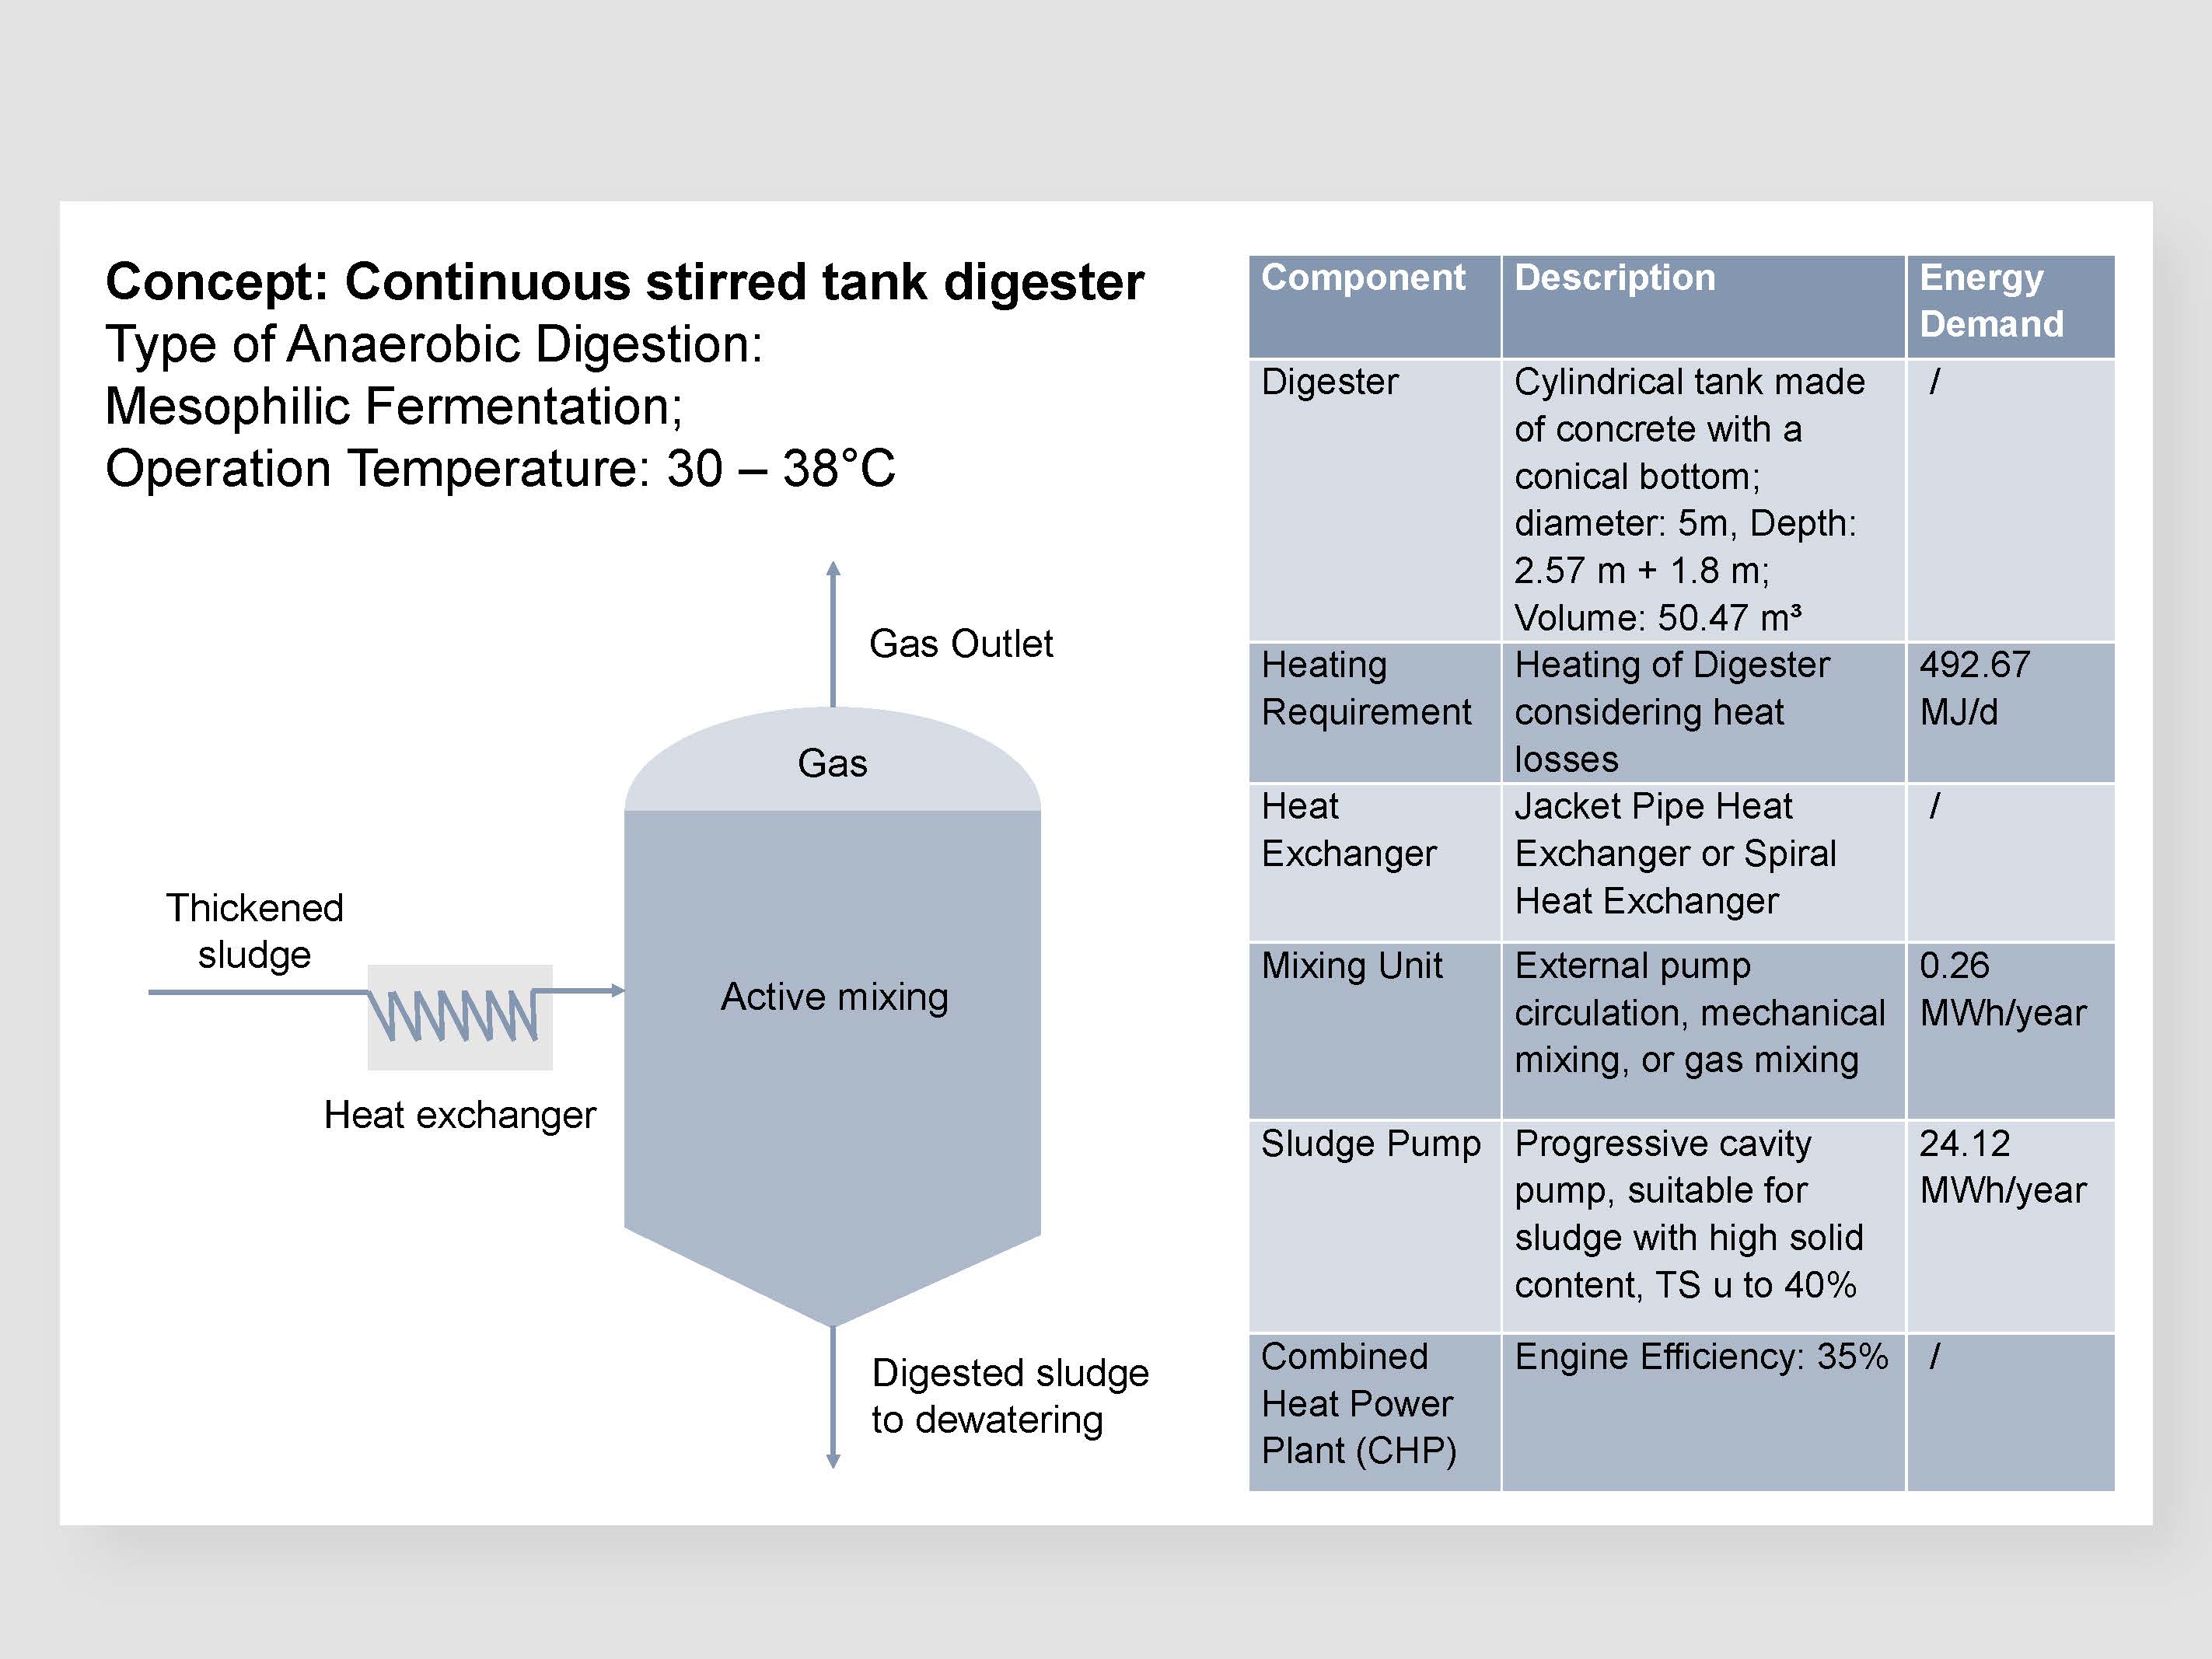 Concept: Continuous stirred tank digester
Type of Anaerobic Digestion:
Mesophilic Fermentation;
Operation Temperature: 30 – 38°C
Gas Outlet
Gas
Thickened
sludge
Active mixing
Heat exchanger
Digested sludge
to dewatering
Component
Description
Energy
Demand
Digester
Cylindrical tank made
of concrete with a
conical bottom;
diameter: 5m, Depth:
2.57 m + 1.8 m;
Volume: 50.47 m³
/
Heating
Requirement
Heating of Digester
considering heat
losses
492.67
MJ/d
Heat
Exchanger
Jacket Pipe Heat
Exchanger or Spiral
Heat Exchanger
/
Mixing Unit
External pump
circulation, mechanical
mixing, or gas mixing
0.26
MWh/year
Sludge Pump
Progressive cavity
pump, suitable for
sludge with high solid
content, TS u to 40%
24.12
MWh/year
Combined
Heat Power
Plant (CHP)
Engine Efficiency: 35%
/